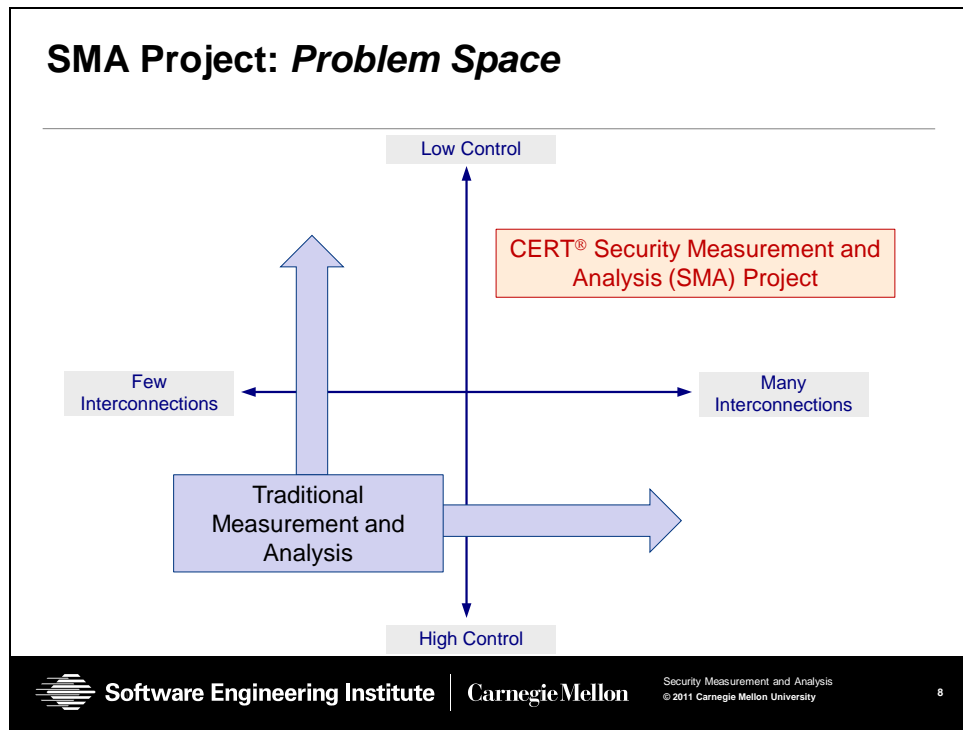 SMA Project: Problem Space
Low Control
CERT® Security Measurement and
Analysis (SMA) Project
Few
Interconnections
Many
Interconnections
Traditional
Measurement and
Analysis
High Control
Software Engineering Institute
Carnegie Mellon
Security Measurement and Analysis
© 2011 Carnegie Mellon University
8